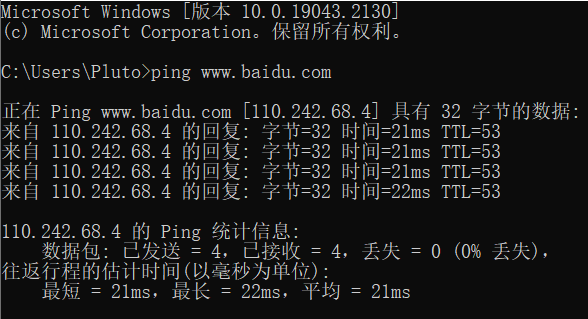 Microsoft Windows [版本 10.0.19043.2130]
(c) Microsoft Corporation。保留所有权利。
C:\Users\Pluto>ping www.baidu.com
正在 Ping www.baidu.com [110.242.68.4] 具有 32 字节的数据:
来自 110.242.68.4 的回复: 字节=32 时间=21ms TTL=53
来自 110.242.68.4 的回复: 字节=32 时间=21ms TTL=53
来自 110.242.68.4 的回复: 字节=32 时间=21ms TTL=53
来自 110.242.68.4 的回复: 字节=32 时间=22ms TTL=53
110.242.68.4 的 Ping 统计信息:
数据包: 已发送 = 4，已接收 = 4，丢失 = 0 (0% 丢失)，
往返行程的估计时间(以毫秒为单位):
最短 = 21ms，最长 = 22ms，平均 = 21ms